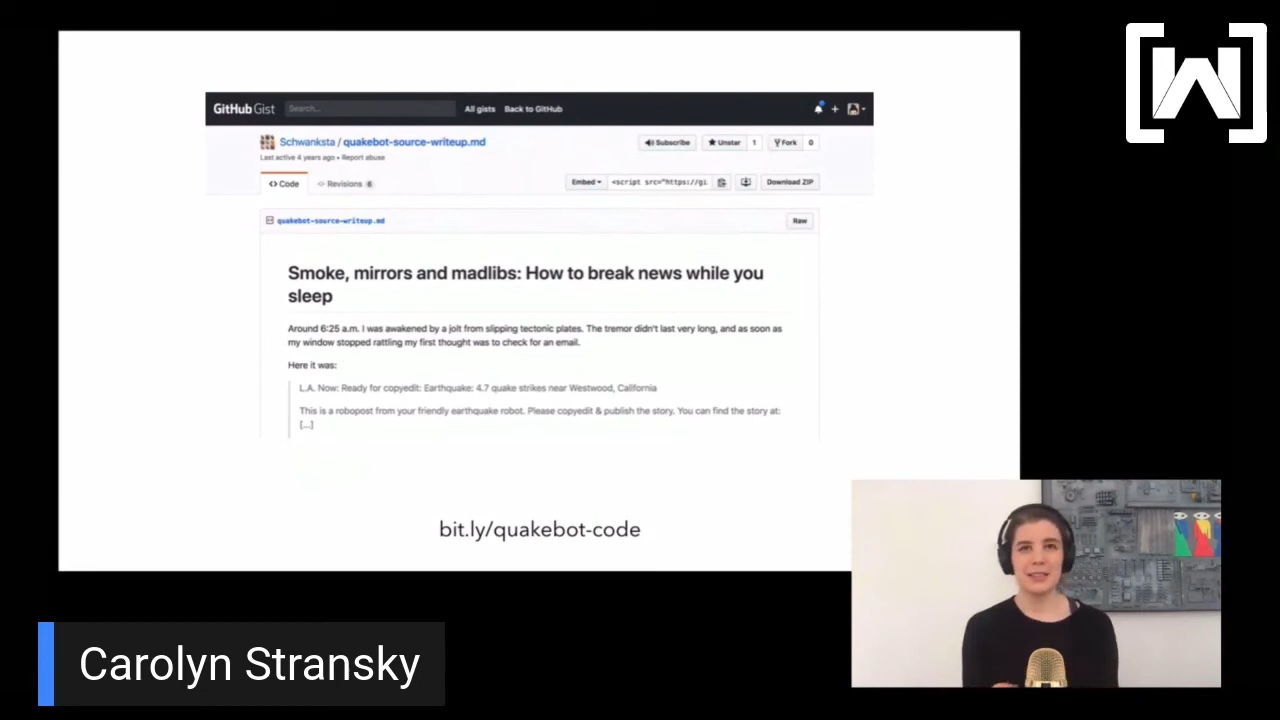 GitHub Gist Search... All gists Back to GitHub
Schwanksta / quakebot-source-writeup.md
Subscribe Unstar 1 Fork 0
Last active 4 years ago • Report abuse
Code Revisions 6
Embed <script src="https://gi Download ZIP
quakebot-source-writeup.md Raw
Smoke, mirrors and madlibs: How to break news while you
sleep
Around 6:25 a.m. I was awakened by a jolt from slipping tectonic plates. The tremor didn't last very long, and as soon as
my window stopped rattling my first thought was to check for an email.
Here it was:
L.A. Now: Ready for copyedit: Earthquake: 4.7 quake strikes near Westwood, California
This is a robopost from your friendly earthquake robot. Please copyedit & publish the story. You can find the story at:
[...]
bit.ly/quakebot-code
Carolyn Stransky
[W]